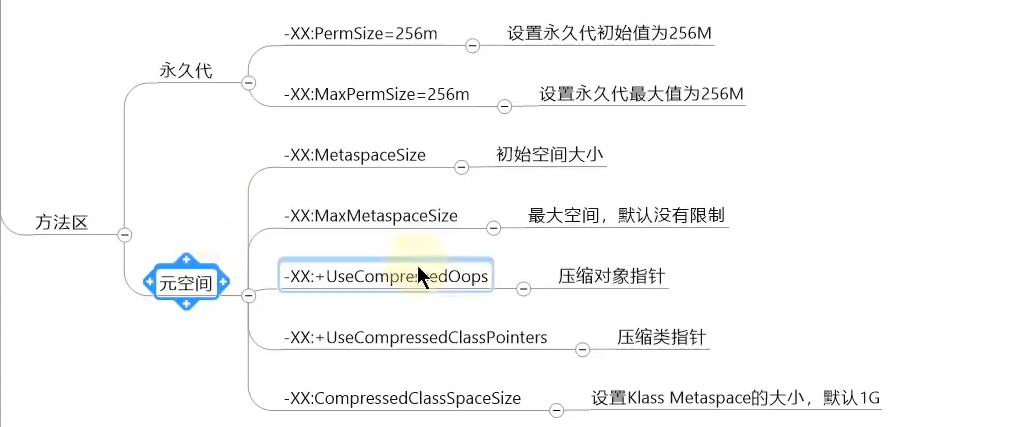 -XX:PermSize=256m
设置永久代初始值为256M
永久代
-XX:MaxPermSize=256m
设置永久代最大值为256M
-XX:MetaspaceSize
初始空间大小
方法区
-XX:MaxMetaspaceSize
最大空间，默认没有限制
元空间
-XX:+UseCompressedOops
压缩对象指针
-XX:+UseCompressedClassPointers
压缩类指针
-XX:CompressedClassSpaceSize
设置Klass Metaspace的大小，默认1G